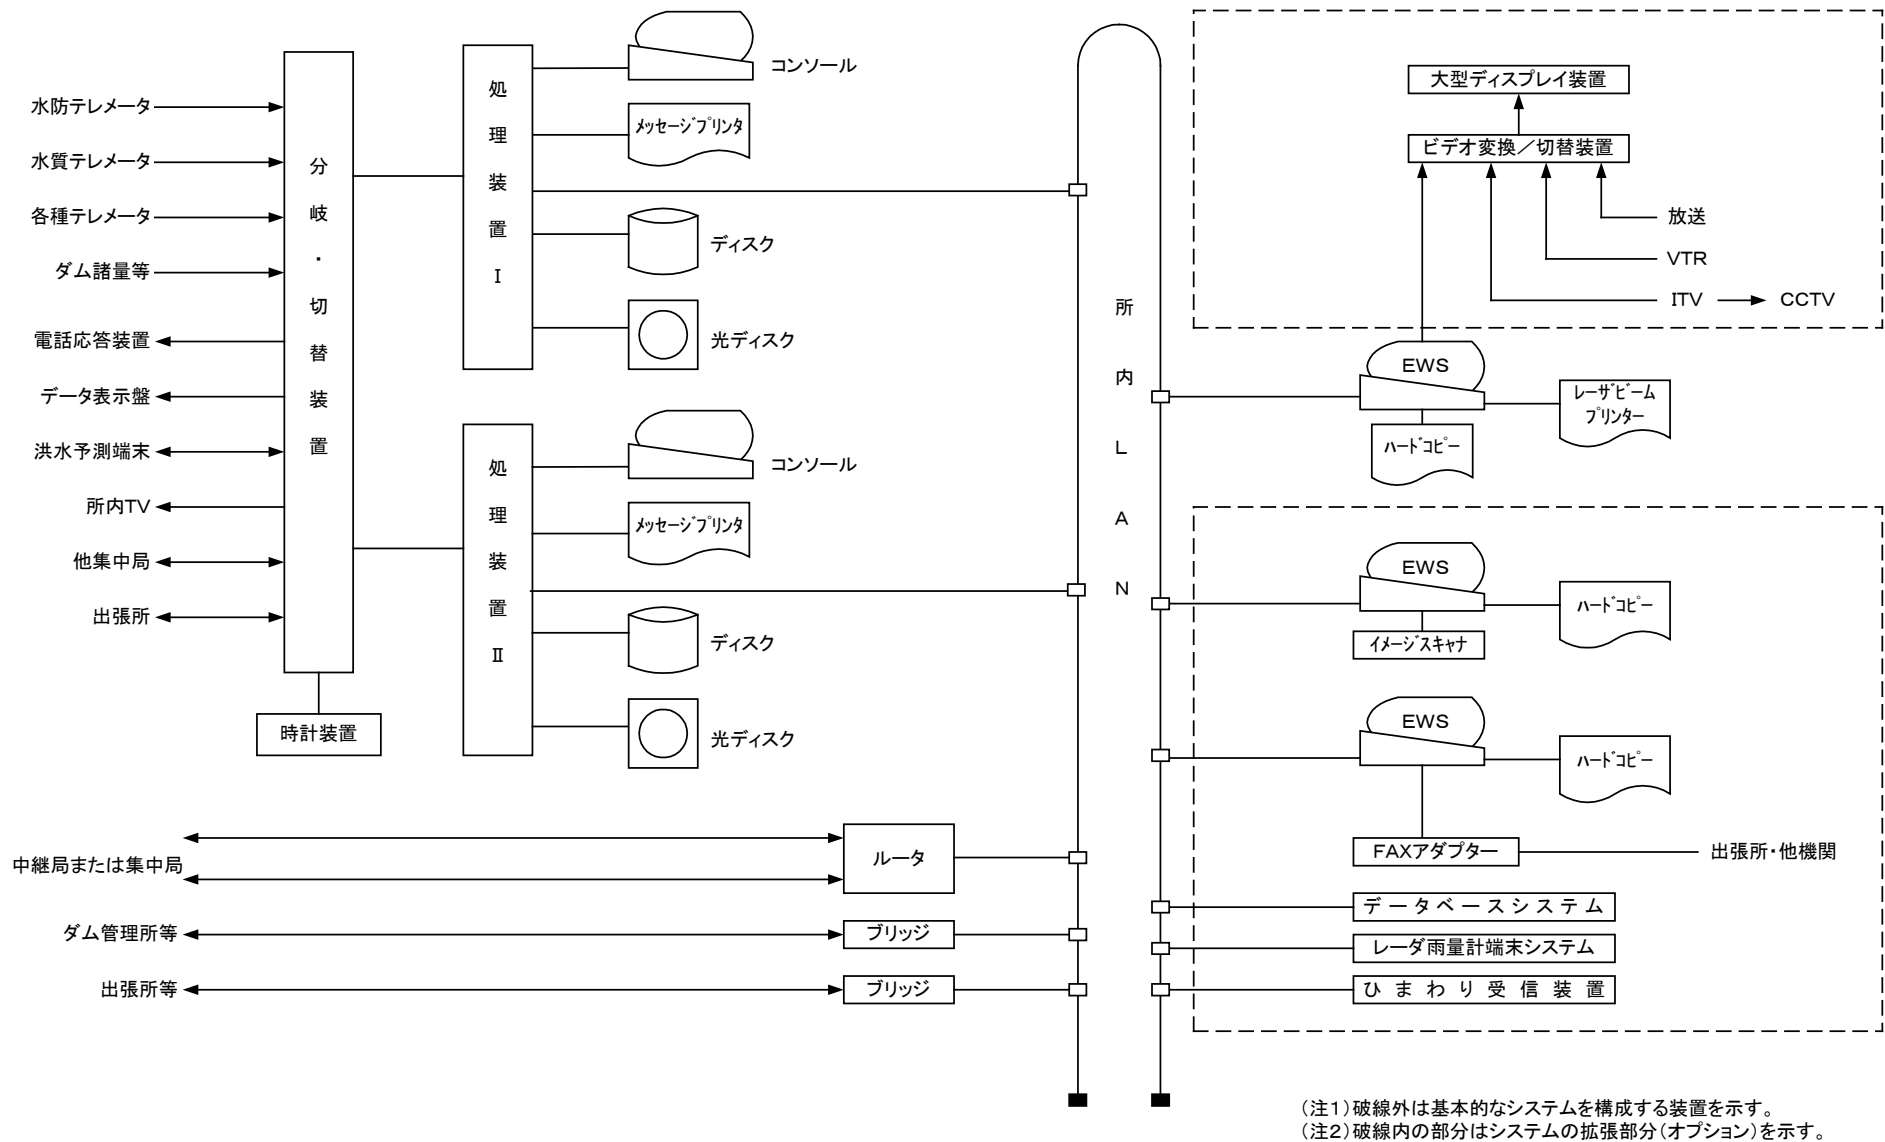 水防テレメータ
水質テレメータ
各種テレメータ
ダム諸量等
電話応答装置
データ表示盤
洪水予測端末
所内TV
他集中局
出張所
分岐・切替装置
時計装置
処理装置Ⅰ
コンソール
メッセージプリンタ
ディスク
光ディスク
処理装置Ⅱ
コンソール
メッセージプリンタ
ディスク
光ディスク
中継局または集中局
ルータ
ダム管理所等
ブリッジ
出張所等
ブリッジ
所内LAN
大型ディスプレイ装置
ビデオ変換／切替装置
放送
VTR
ITV
CCTV
EWS
レーザビーム
プリンター
ハードコピー
EWS
ハードコピー
イメージスキャナ
EWS
ハードコピー
FAXアダプター
出張所・他機関
データベースシステム
レーダ雨量計端末システム
ひまわり受信装置
（注１）破線外は基本的なシステムを構成する装置を示す。
（注２）破線内の部分はシステムの拡張部分（オプション）を示す。